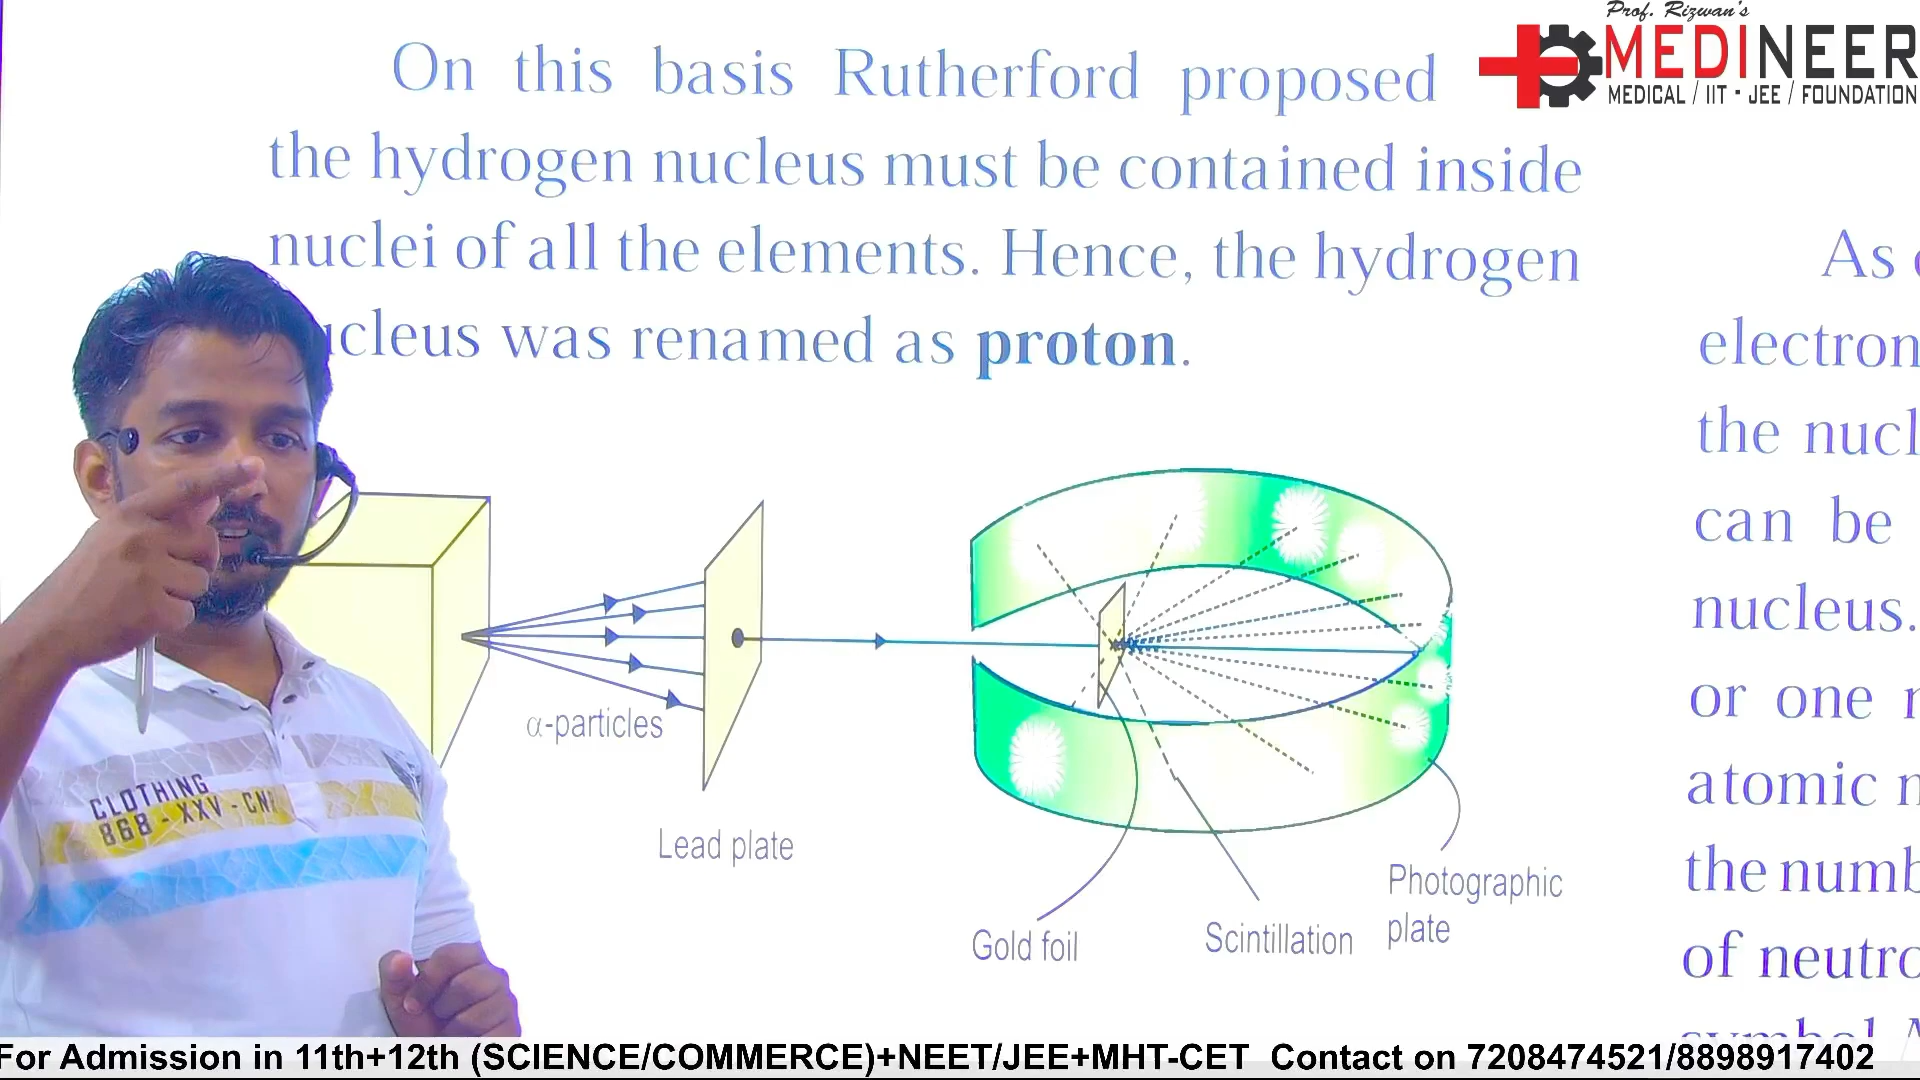 Prof. Rizwan's
MEDINEER
MEDICAL / IIT - JEE / FOUNDATION
On this basis Rutherford proposed
the hydrogen nucleus must be contained inside
nuclei of all the elements. Hence, the hydrogen
ucleus was renamed as proton.
α-particles
Lead plate
Gold foil
Scintillation
Photographic
plate
As
electron
the nucl
can be
nucleus.
or one
atomic
the numb
of neutro
CLOTHING
868 - XXV - CN
For Admission in 11th+12th (SCIENCE/COMMERCE)+NEET/JEE+MHT-CET Contact on 7208474521/8898917402